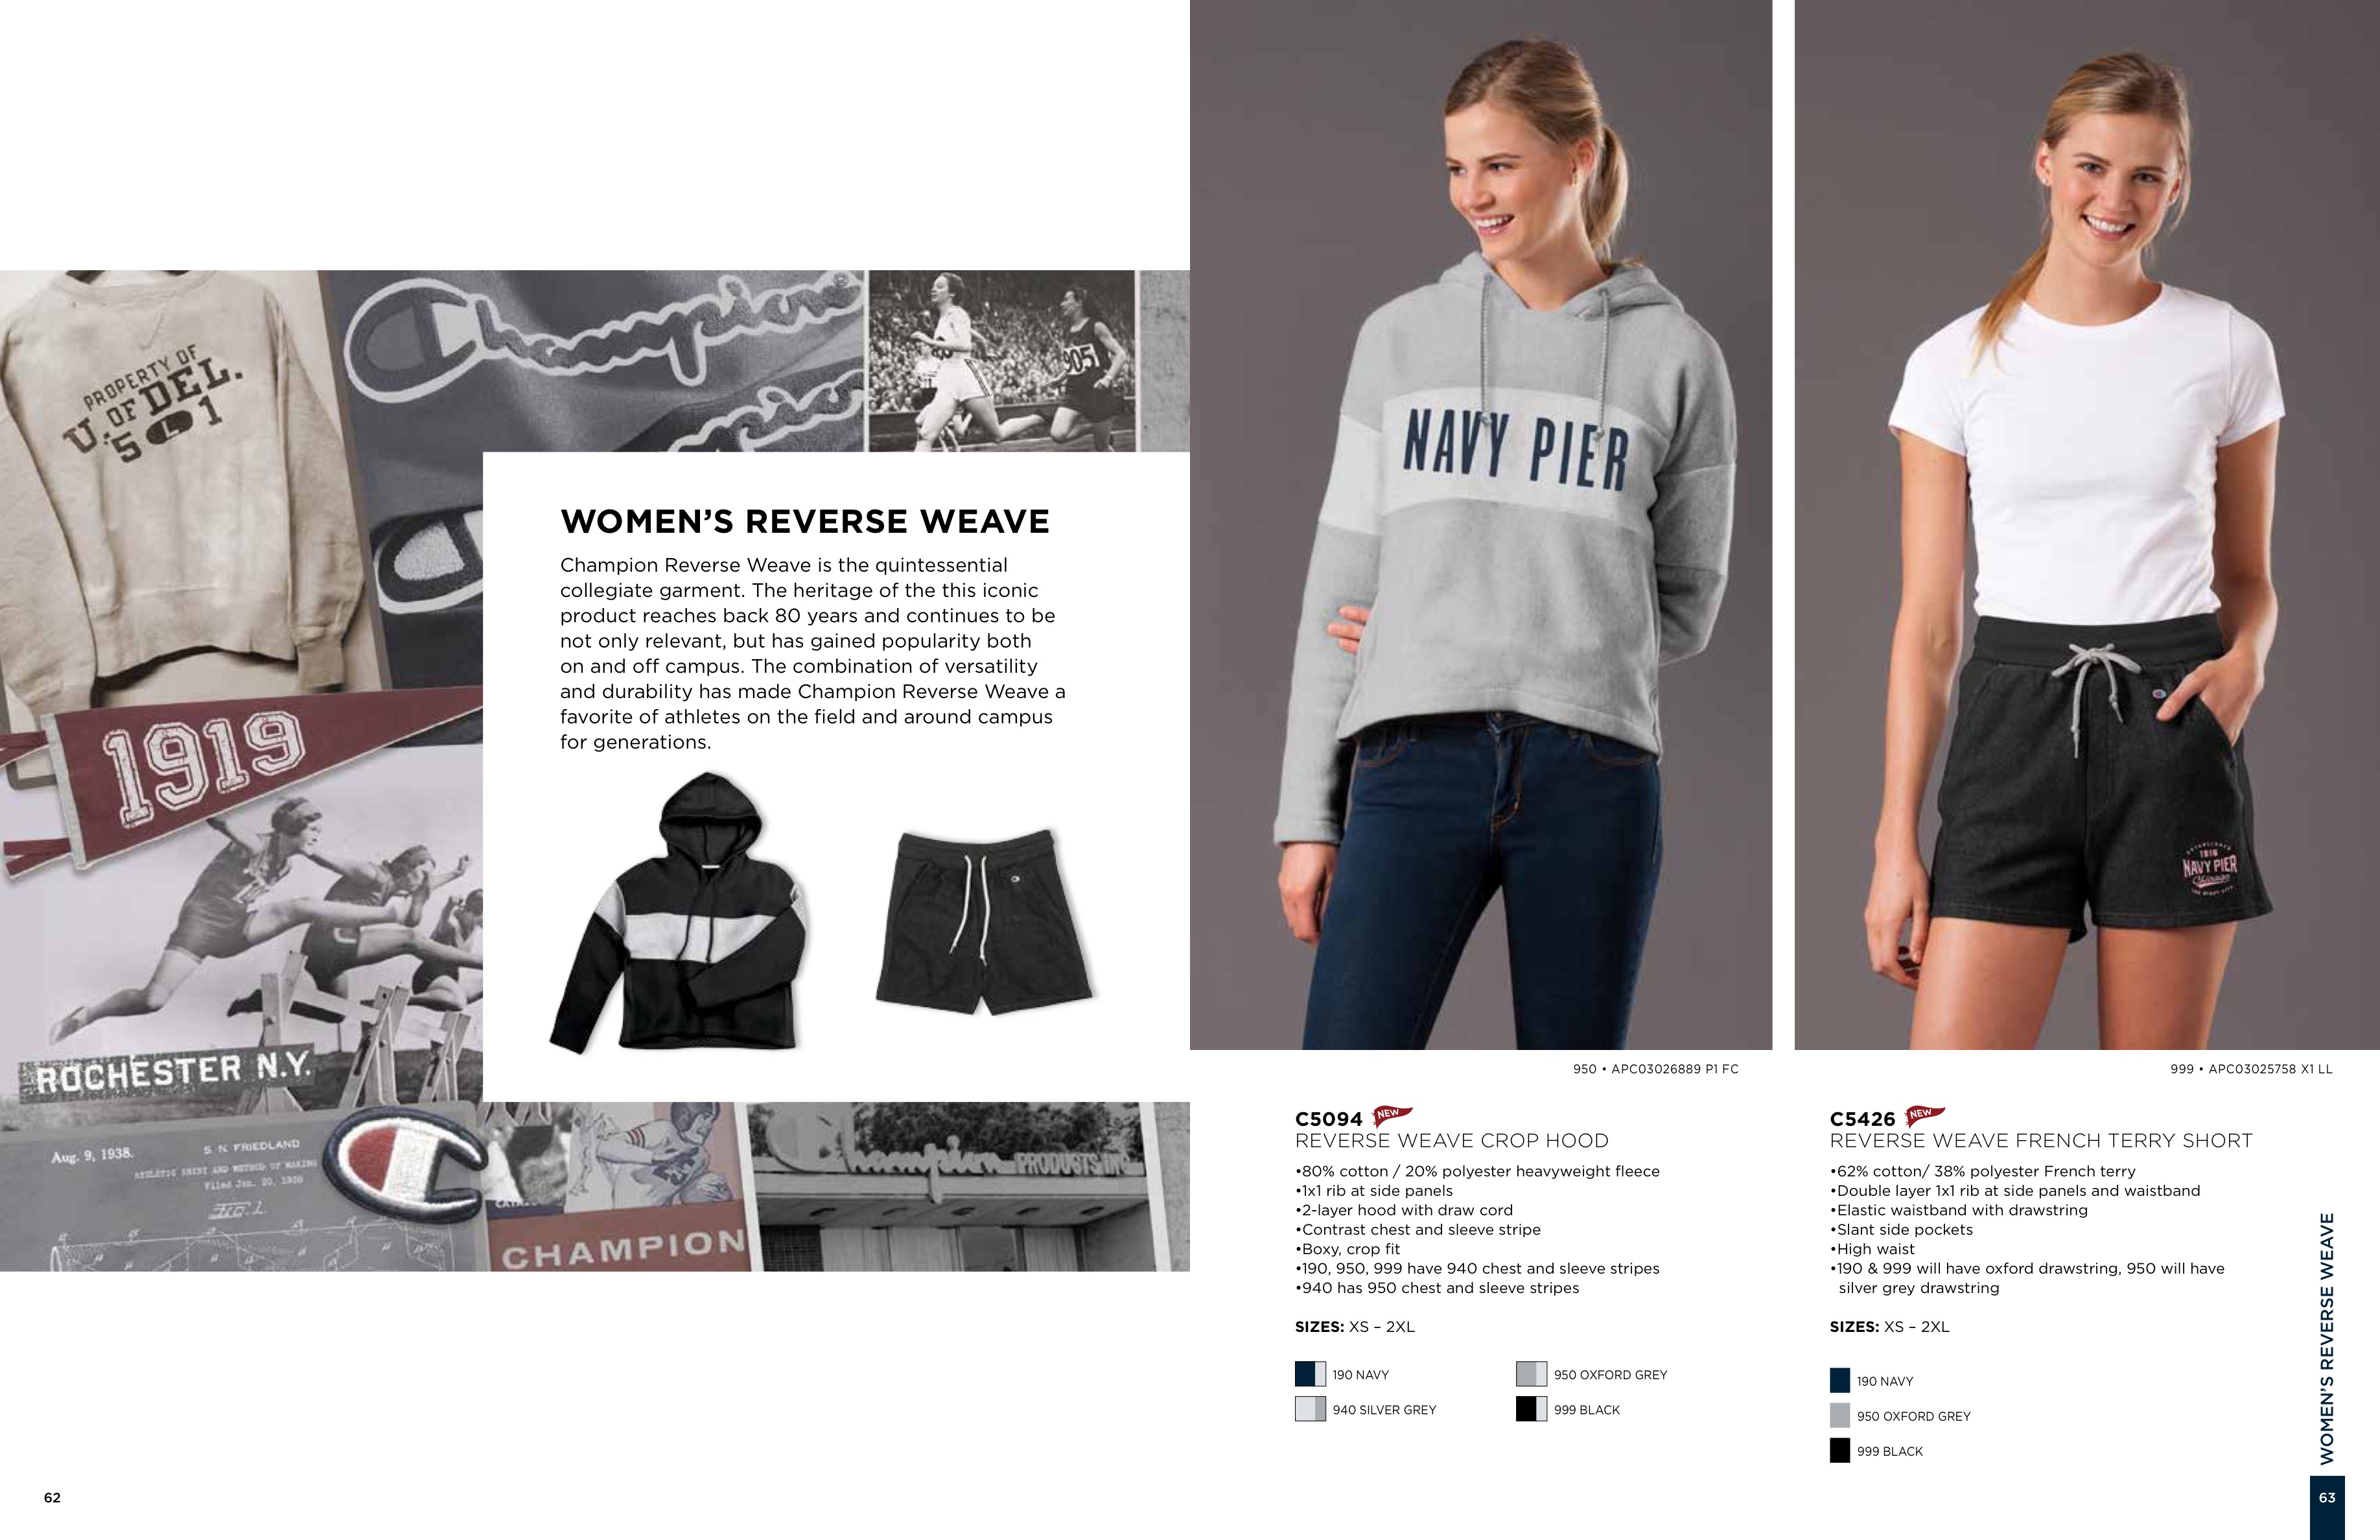 PROPERTY OF
U. OF DEL.
'5 L 1
Champion
905
1919
ROCHESTER N.Y.
Aug. 9, 1938.
S. N. FRIEDLAND
ATHLETIC SHIRT AND METHOD OF MAKING
Filed Jan. 20, 1938
Fig. 1.
CHAMPION
Champion PRODUCTS INC
WOMEN'S REVERSE WEAVE
Champion Reverse Weave is the quintessential
collegiate garment. The heritage of the this iconic
product reaches back 80 years and continues to be
not only relevant, but has gained popularity both
on and off campus. The combination of versatility
and durability has made Champion Reverse Weave a
favorite of athletes on the field and around campus
for generations.
62
NAVY PIER
950 • APC03026889 P1 FC
C5094 NEW
REVERSE WEAVE CROP HOOD
•80% cotton / 20% polyester heavyweight fleece
•1x1 rib at side panels
•2-layer hood with draw cord
•Contrast chest and sleeve stripe
•Boxy, crop fit
•190, 950, 999 have 940 chest and sleeve stripes
•940 has 950 chest and sleeve stripes
SIZES: XS – 2XL
190 NAVY
950 OXFORD GREY
940 SILVER GREY
999 BLACK
ESTABLISHED
1916
NAVY PIER
Chicago
THE WINDY CITY
999 • APC03025758 X1 LL
C5426 NEW
REVERSE WEAVE FRENCH TERRY SHORT
•62% cotton/ 38% polyester French terry
•Double layer 1x1 rib at side panels and waistband
•Elastic waistband with drawstring
•Slant side pockets
•High waist
•190 & 999 will have oxford drawstring, 950 will have
silver grey drawstring
SIZES: XS – 2XL
190 NAVY
950 OXFORD GREY
999 BLACK
WOMEN'S REVERSE WEAVE
63